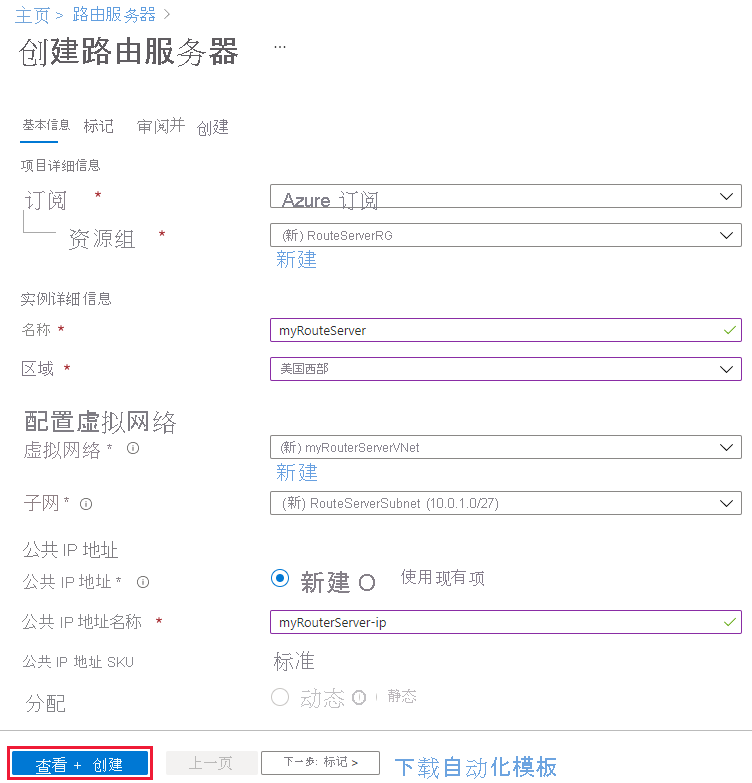 主页 > 路由服务器 >
创建路由服务器 ...
基本信息 标记 审阅并 创建
项目详细信息
订阅 * Azure 订阅
资源组 * (新) RouteServerRG
新建
实例详细信息
名称 * myRouteServer
区域 * 美国西部
配置虚拟网络
虚拟网络 * (新) myRouterServerVNet
新建
子网 * (新) RouteServerSubnet (10.0.1.0/27)
公共 IP 地址
公共 IP 地址 * 新建 使用现有项
公共 IP 地址名称 * myRouterServer-ip
公共 IP 地址 SKU 标准
分配 动态 静态
查看 + 创建 上一页 下一步: 标记 > 下载自动化模板